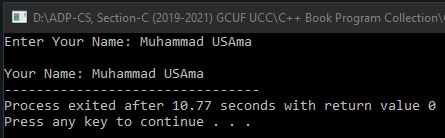 D:\ADP-CS, Section-C (2019-2021) GCUF UCC\C++ Book Program Collection\
Enter Your Name: Muhammad USAma
Your Name: Muhammad USAma
--------------------------------
Process exited after 10.77 seconds with return value 0
Press any key to continue . . .